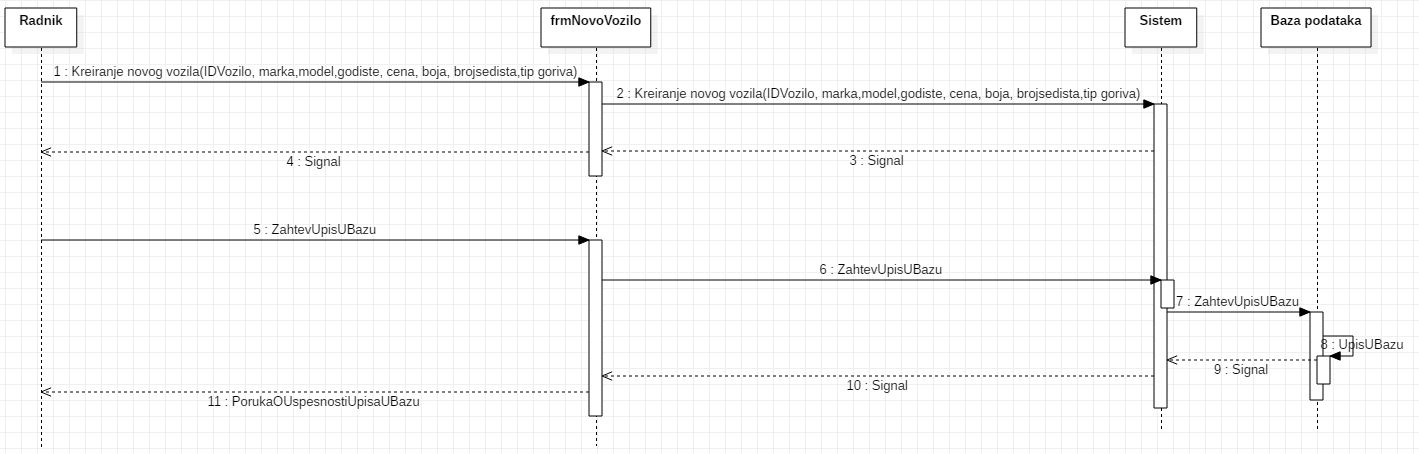 Radnik
frmNovoVozilo
Sistem
Baza podataka
1 : Kreiranje novog vozila(IDVozilo, marka,model,godiste, cena, boja, brojsedista,tip goriva)
2 : Kreiranje novog vozila(IDVozilo, marka,model,godiste, cena, boja, brojsedista,tip goriva)
3 : Signal
4 : Signal
5 : ZahtevUpisUBazu
6 : ZahtevUpisUBazu
7 : ZahtevUpisUBazu
8 : UpisUBazu
9 : Signal
10 : Signal
11 : PorukaOUspesnostiUpisaUBazu